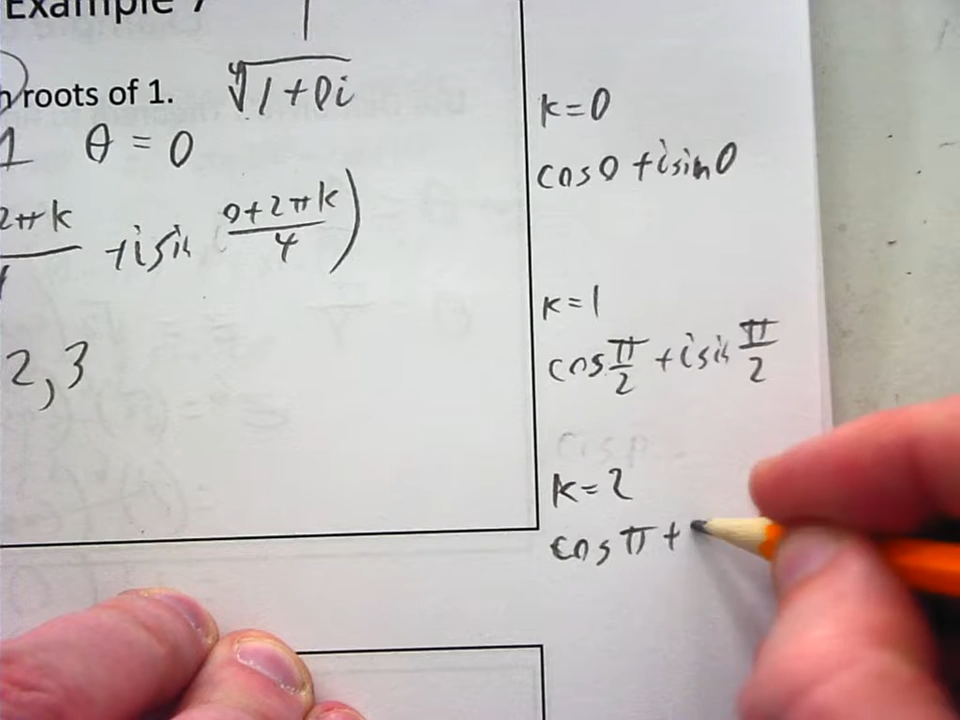 Example 7
roots of 1. ∜1+0i
1 θ = 0
2πk + i sin (0+2πk)/4)
2, 3
k=0
cos 0 + i sin 0
k=1
cos π/2 + i sin π/2
k=2
cos π +